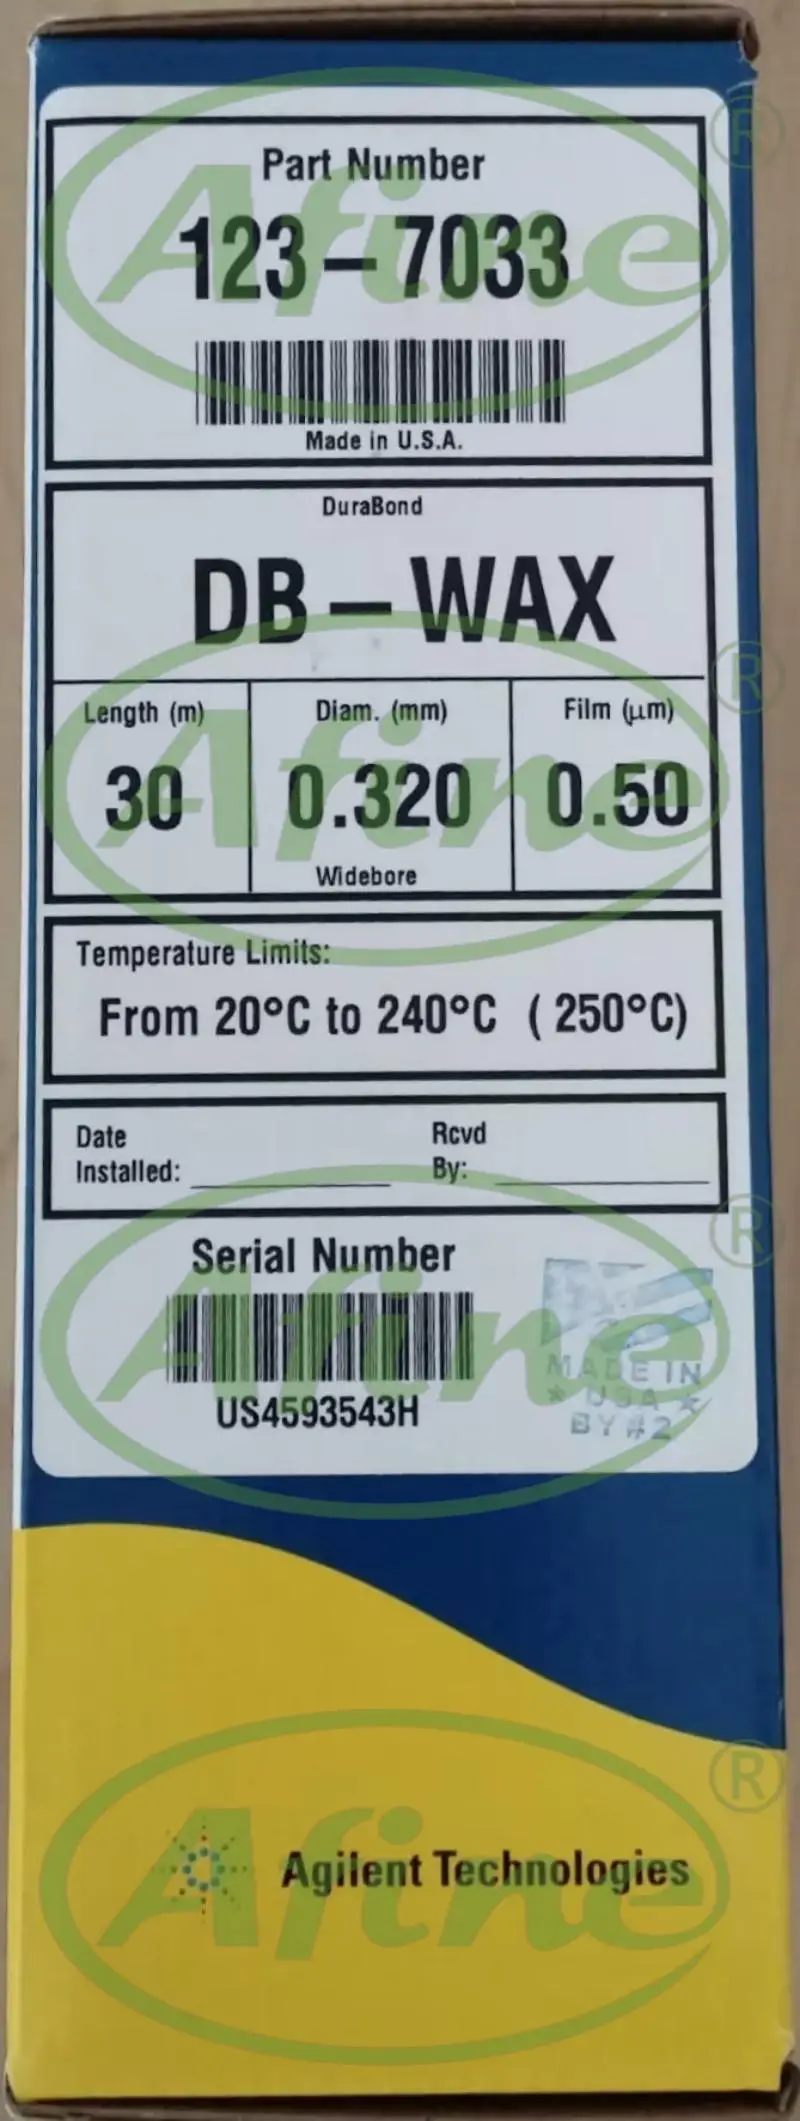 Part Number
123-7033
Made in U.S.A.
DuraBond
DB-WAX
Length (m) Diam. (mm) Film (µm)
30 0.320 0.50
Widebore
Temperature Limits:
From 20°C to 240°C (250°C)
Date Installed: Rcvd By:
Serial Number
US4593543H
MADE IN
★ USA ★
BY #2
Agilent Technologies
Afine ®
Afine ®
Afine ®
Afine ®